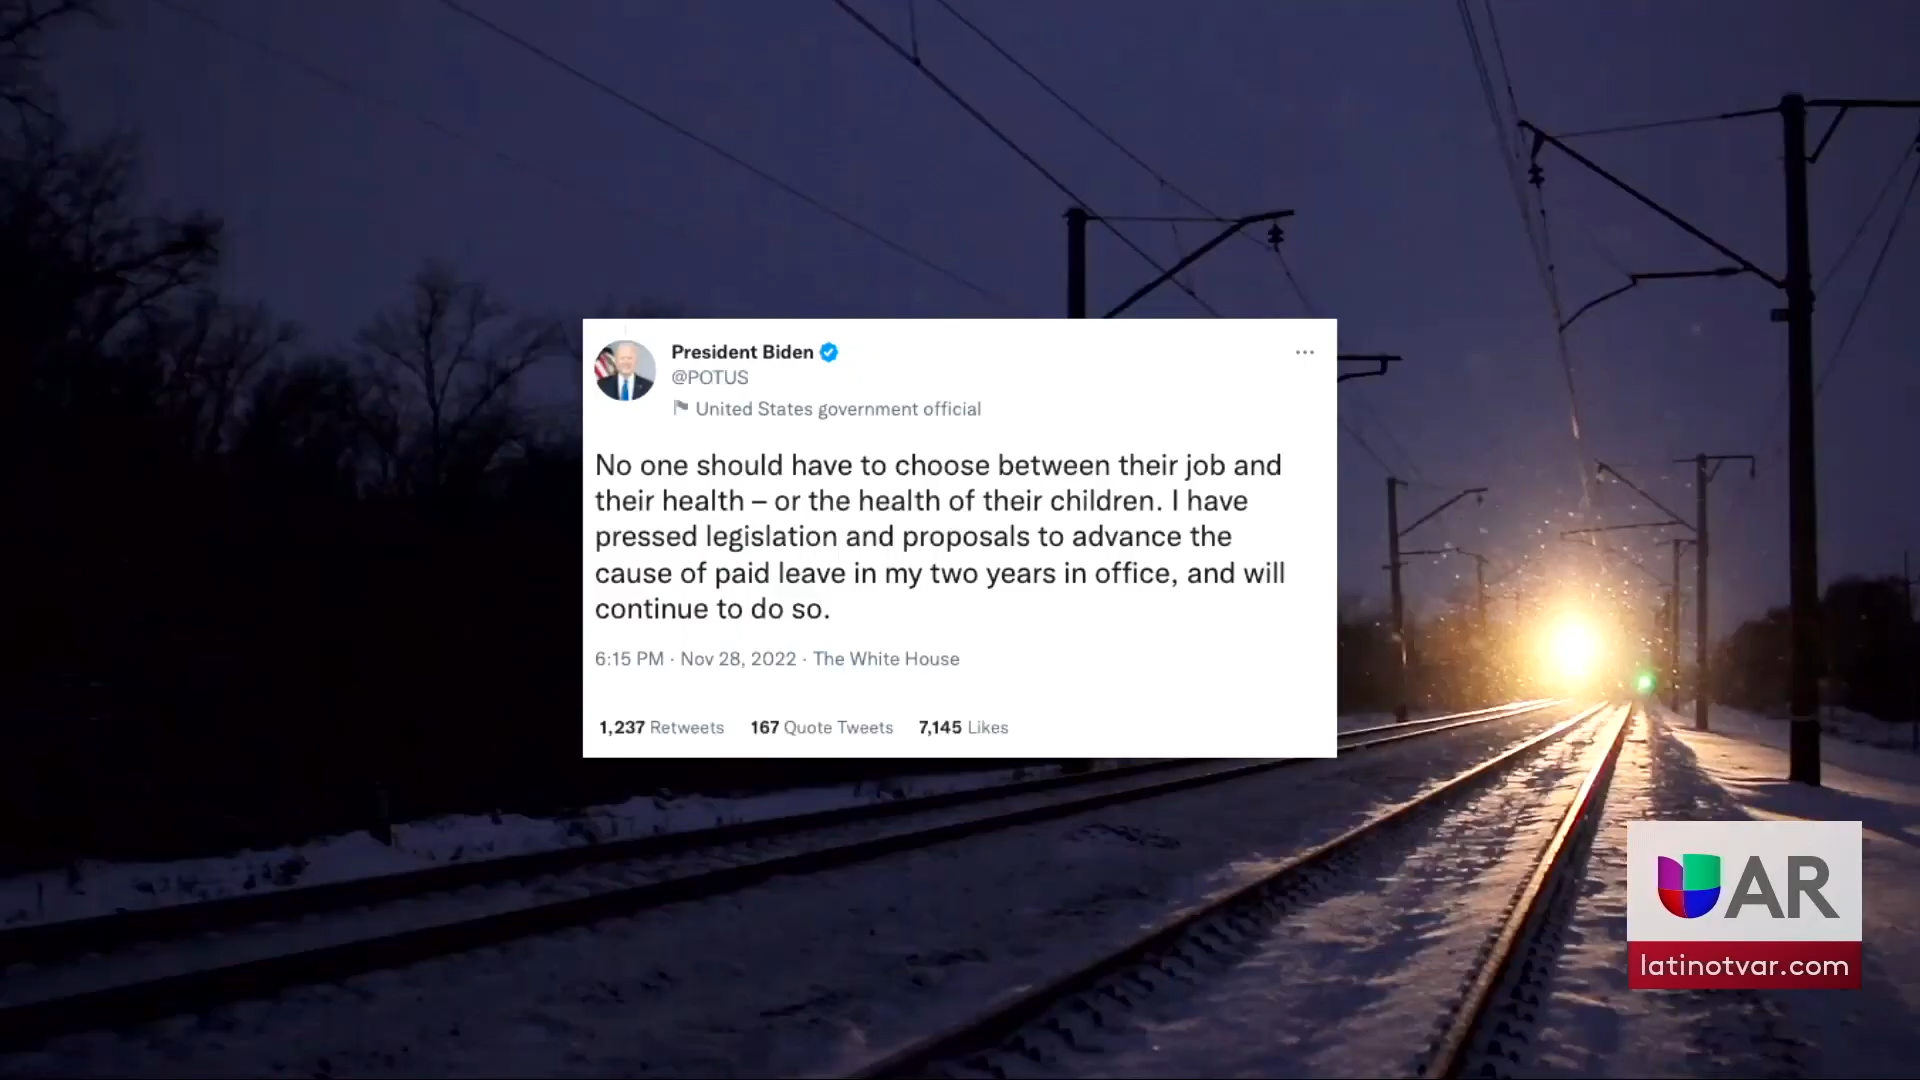 President Biden
@POTUS
United States government official
No one should have to choose between their job and
their health – or the health of their children. I have
pressed legislation and proposals to advance the
cause of paid leave in my two years in office, and will
continue to do so.
6:15 PM · Nov 28, 2022 · The White House
1,237 Retweets 167 Quote Tweets 7,145 Likes
UAR
latinotvar.com